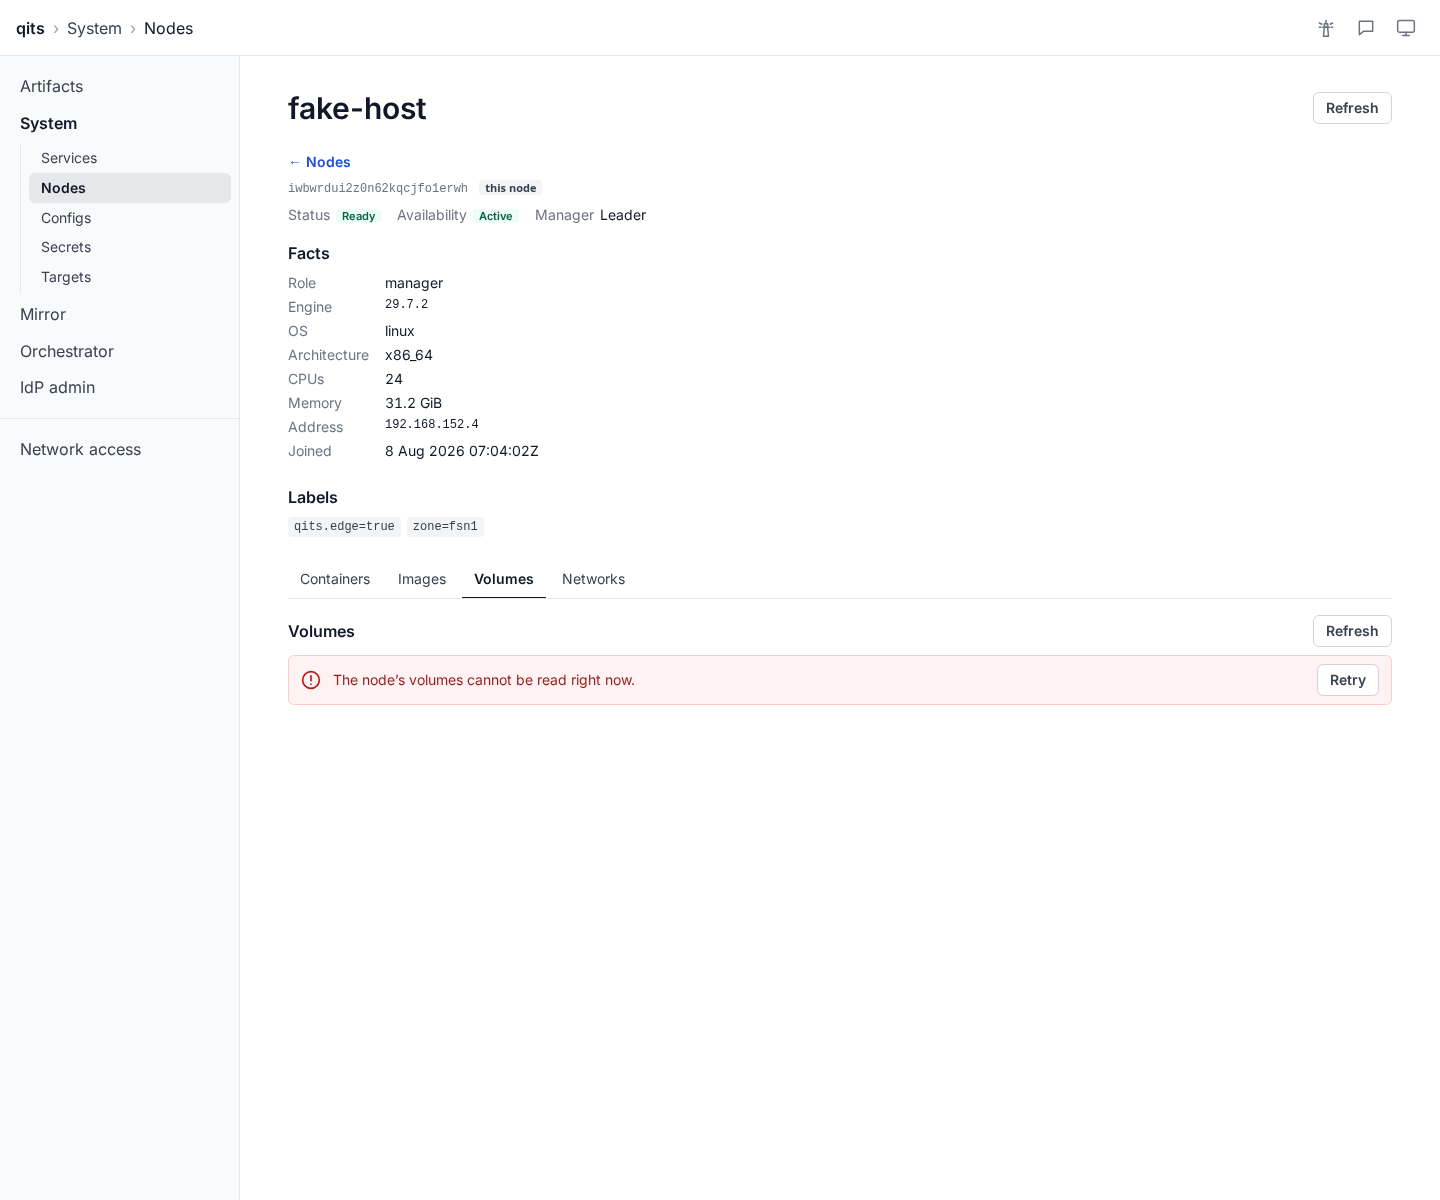 qits › System › Nodes
Artifacts
System
Services
Nodes
Configs
Secrets
Targets
Mirror
Orchestrator
IdP admin
Network access
fake-host
Refresh
← Nodes
iwbwrdui2z0n62kqcjfo1erwh this node
Status Ready Availability Active Manager Leader
Facts
Role manager
Engine 29.7.2
OS linux
Architecture x86_64
CPUs 24
Memory 31.2 GiB
Address 192.168.152.4
Joined 8 Aug 2026 07:04:02Z
Labels
qits.edge=true zone=fsn1
Containers Images Volumes Networks
Volumes
Refresh
The node’s volumes cannot be read right now.
Retry